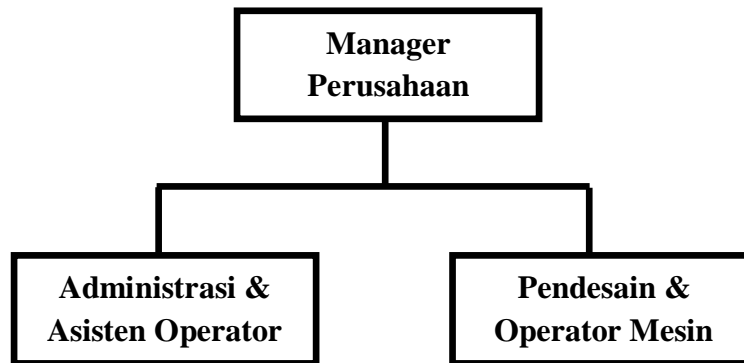 Manager
Perusahaan
Administrasi &
Asisten Operator
Pendesain &
Operator Mesin